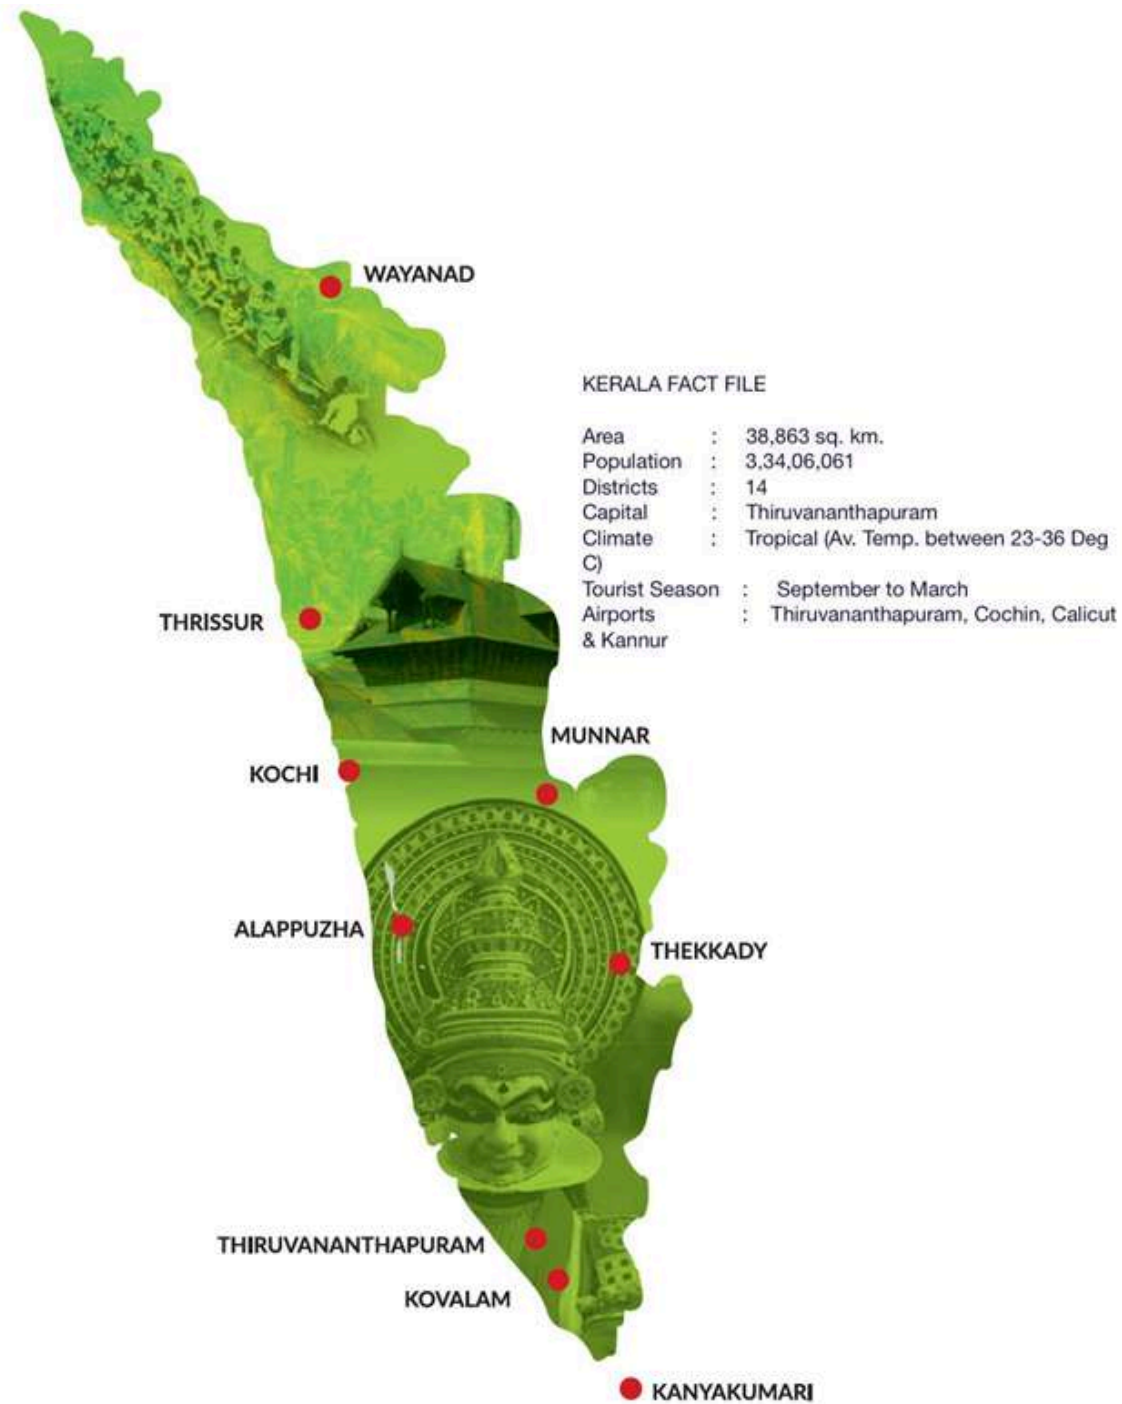 WAYANAD
KERALA FACT FILE
Area : 38,863 sq. km.
Population : 3,34,06,061
Districts : 14
Capital : Thiruvananthapuram
Climate : Tropical (Av. Temp. between 23-36 Deg
C)
Tourist Season : September to March
Airports : Thiruvananthapuram, Cochin, Calicut
& Kannur
THRISSUR
MUNNAR
KOCHI
ALAPPUZHA
THEKKADY
THIRUVANANTHAPURAM
KOVALAM
KANYAKUMARI